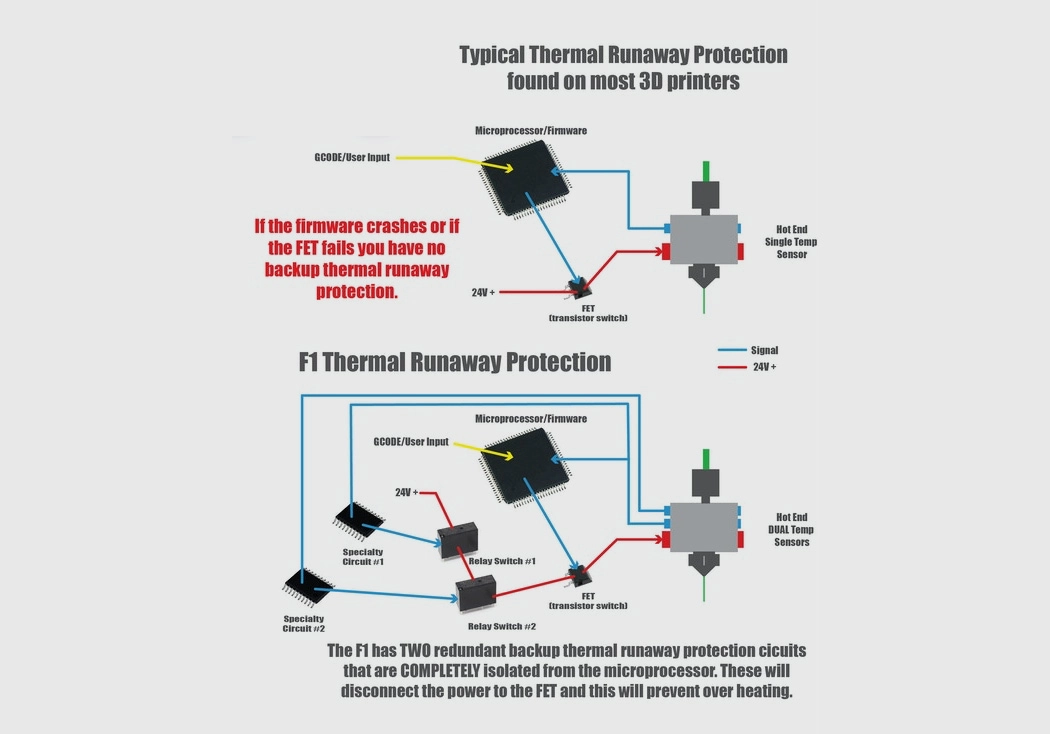 Typical Thermal Runaway Protection
found on most 3D printers
Microprocessor/Firmware
GCODE/User Input
If the firmware crashes or if
the FET fails you have no
backup thermal runaway
protection.
Hot End
Single Temp
Sensor
24V +
FET
(transistor switch)
Signal
24V +
F1 Thermal Runaway Protection
Microprocessor/Firmware
GCODE/User Input
24V +
Hot End
DUAL Temp
Sensors
Specialty
Circuit #1
Relay Switch #1
FET
(transistor switch)
Specialty
Circuit #2
Relay Switch #2
The F1 has TWO redundant backup thermal runaway protection cicuits
that are COMPLETELY isolated from the microprocessor. These will
disconnect the power to the FET and this will prevent over heating.